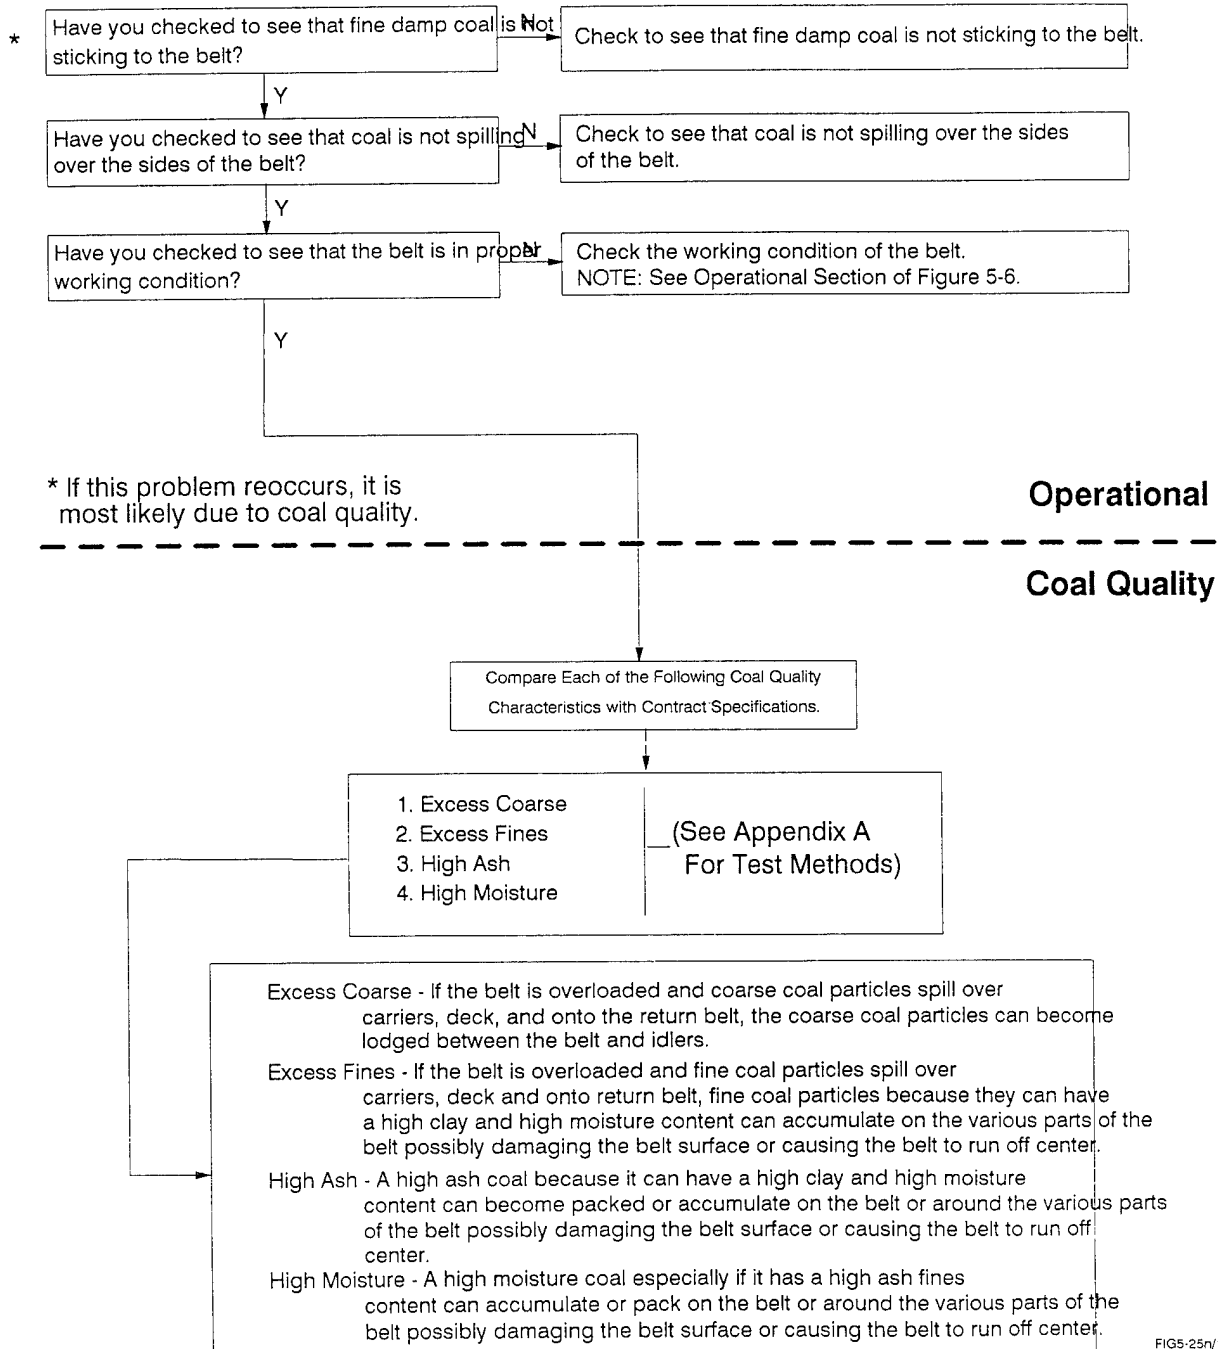 *
Have you checked to see that fine damp coal is Not
sticking to the belt?
N
Check to see that fine damp coal is not sticking to the belt.
Y
Have you checked to see that coal is not spilling
over the sides of the belt?
N
Check to see that coal is not spilling over the sides
of the belt.
Y
Have you checked to see that the belt is in proper
working condition?
N
Check the working condition of the belt.
NOTE: See Operational Section of Figure 5-6.
Y
* If this problem reoccurs, it is
most likely due to coal quality.
Operational
Coal Quality
Compare Each of the Following Coal Quality
Characteristics with Contract Specifications.
1. Excess Coarse
2. Excess Fines
3. High Ash
4. High Moisture
(See Appendix A
For Test Methods)
Excess Coarse - If the belt is overloaded and coarse coal particles spill over
carriers, deck, and onto the return belt, the coarse coal particles can become
lodged between the belt and idlers.
Excess Fines - If the belt is overloaded and fine coal particles spill over
carriers, deck and onto return belt, fine coal particles because they can have
a high clay and high moisture content can accumulate on the various parts of the
belt possibly damaging the belt surface or causing the belt to run off center.
High Ash - A high ash coal because it can have a high clay and high moisture
content can become packed or accumulate on the belt or around the various parts
of the belt possibly damaging the belt surface or causing the belt to run off
center.
High Moisture - A high moisture coal especially if it has a high ash fines
content can accumulate or pack on the belt or around the various parts of the
belt possibly damaging the belt surface or causing the belt to run off center.
FIG5-25n/